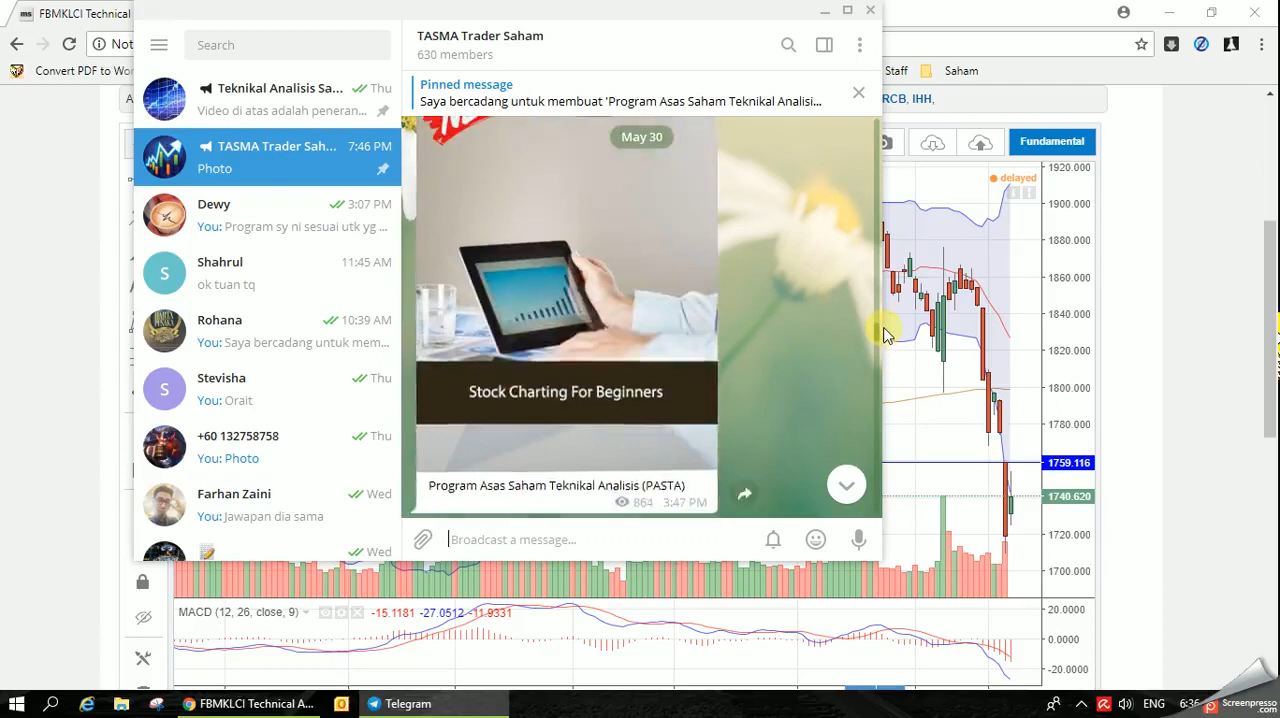 FBMKLCI Technical
Not
Convert PDF to Wor
Staff
Saham
Search
TASMA Trader Saham
630 members
Pinned message
Saya bercadang untuk membuat 'Program Asas Saham Teknikal Analisi...
Teknikal Analisis Sa...
Thu
Video di atas adalah peneran...
TASMA Trader Sah...
7:46 PM
Photo
Dewy
3:07 PM
You: Program sy ni sesuai utk yg ...
Shahrul
11:45 AM
S
ok tuan tq
Rohana
10:39 AM
You: Saya bercadang untuk mem...
Stevisha
Thu
S
You: Orait
+60 132758758
Thu
You: Photo
Farhan Zaini
Wed
You: Jawapan dia sama
Wed
May 30
Stock Charting For Beginners
Program Asas Saham Teknikal Analisis (PASTA)
864 3:47 PM
Broadcast a message...
RCB, IHH,
Fundamental
delayed
1920.000
1900.000
1880.000
1860.000
1840.000
1820.000
1800.000
1780.000
1759.116
1740.620
1720.000
1700.000
MACD (12, 26, close, 9)
-15.1181 -27.0512 -11.9331
20.0000
0.0000
-20.0000
FBMKLCI Technical A...
Telegram
ENG
6:36
Screenpresso
.com